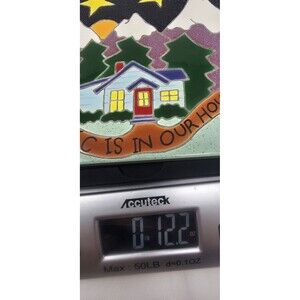 C IS IN OUR HO
Accuteck
0 12.2
Max: 50LB d=0.1OZ